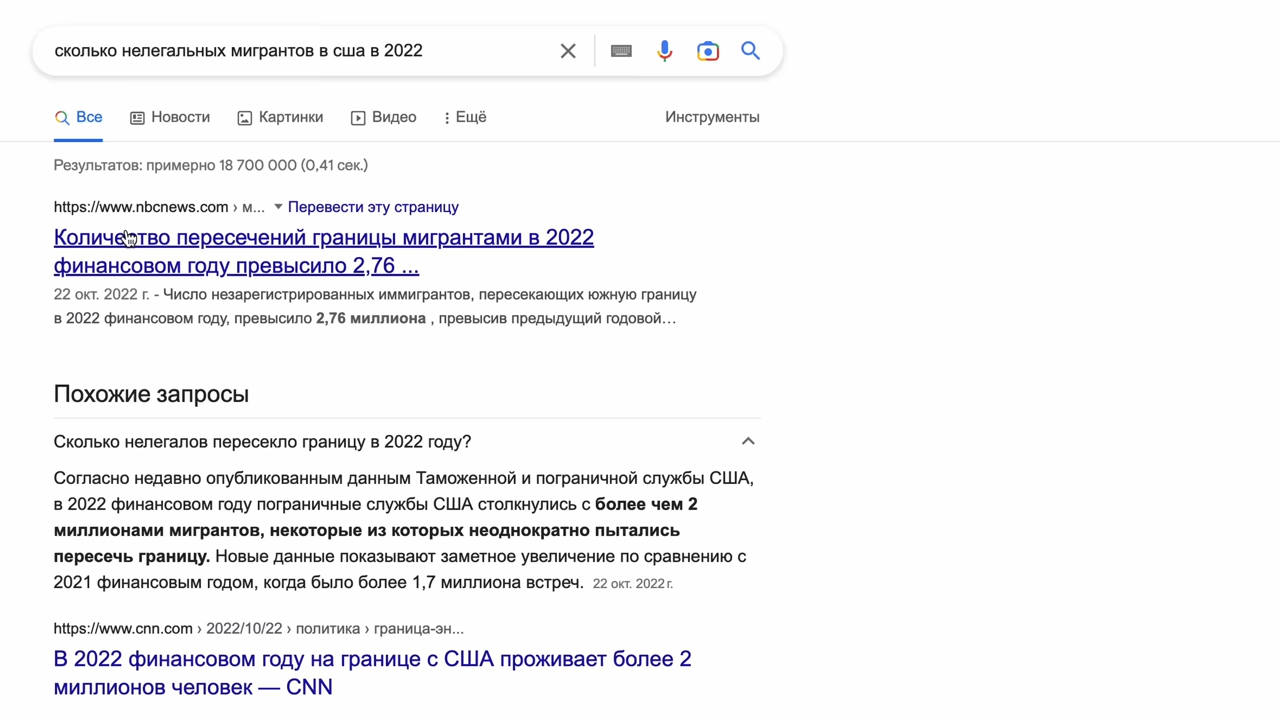 сколько нелегальных мигрантов в сша в 2022
Все Новости Картинки Видео Ещё Инструменты
Результатов: примерно 18 700 000 (0,41 сек.)
https://www.nbcnews.com › м... Перевести эту страницу
Количество пересечений границы мигрантами в 2022
финансовом году превысило 2,76 ...
22 окт. 2022 г. - Число незарегистрированных иммигрантов, пересекающих южную границу
в 2022 финансовом году, превысило 2,76 миллиона , превысив предыдущий годовой...
Похожие запросы
Сколько нелегалов пересекло границу в 2022 году?
Согласно недавно опубликованным данным Таможенной и пограничной службы США,
в 2022 финансовом году пограничные службы США столкнулись с более чем 2
миллионами мигрантов, некоторые из которых неоднократно пытались
пересечь границу. Новые данные показывают заметное увеличение по сравнению с
2021 финансовым годом, когда было более 1,7 миллиона встреч. 22 окт. 2022 г.
https://www.cnn.com › 2022/10/22 › политика › граница-эн...
В 2022 финансовом году на границе с США проживает более 2
миллионов человек — CNN